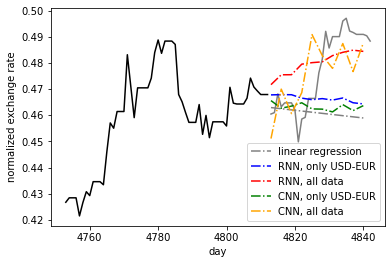 0.50
0.49
0.48
0.47
0.46
0.45
0.44
0.43
0.42
normalized exchange rate
4760
4780
4800
4820
4840
day
linear regression
RNN, only USD-EUR
RNN, all data
CNN, only USD-EUR
CNN, all data